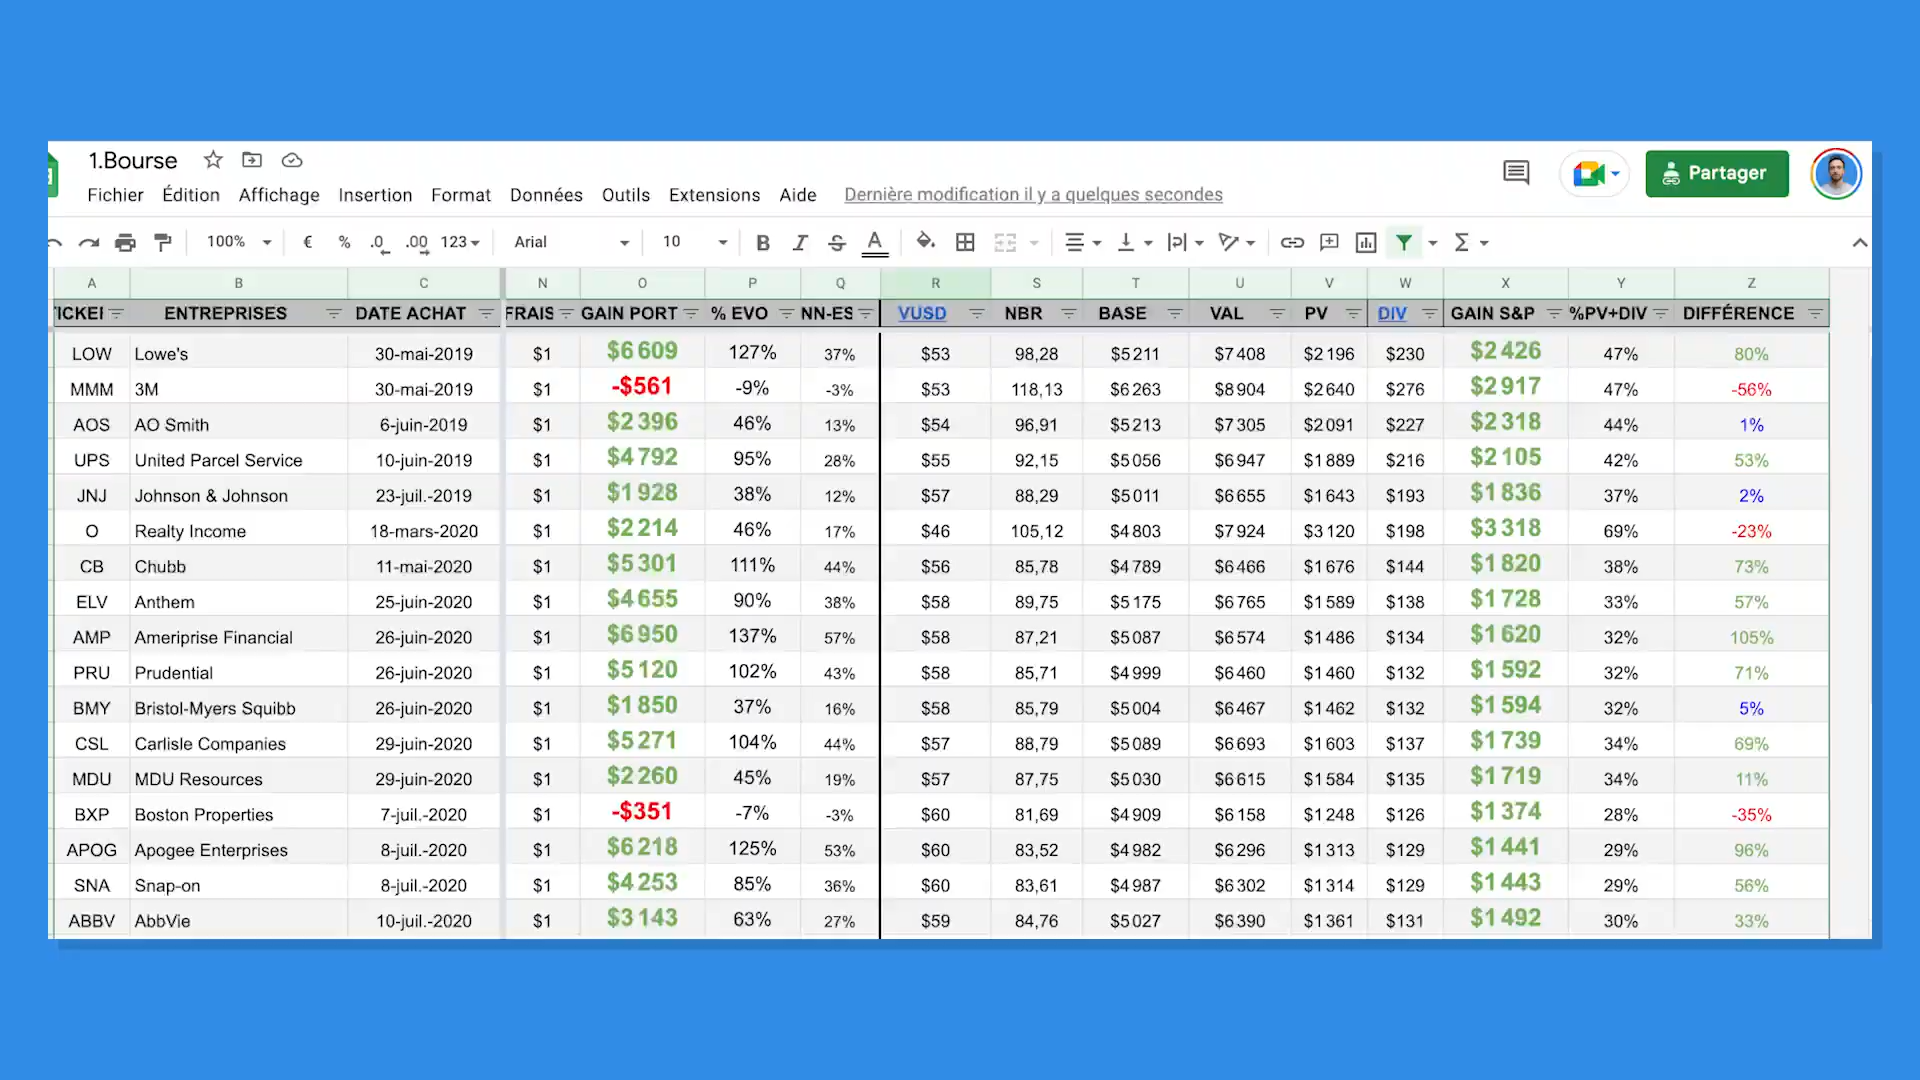 1.Bourse
Partager
Fichier Édition Affichage Insertion Format Données Outils Extensions Aide Dernière modification il y a quelques secondes
100% € % .0 .00 123 Arial 10 B I S A Σ
A B C N O P Q R S T U V W X Y Z
ENTREPRISES DATE ACHAT FRAIS GAIN PORT % EVO NN-ES VUSD NBR BASE VAL PV DIV GAIN S&P %PV+DIV DIFFÉRENCE
LOW Lowe's 30-mai-2019 $1 $6 609 127% 37% $53 98,28 $5 211 $7 408 $2 196 $230 $2 426 47% 80%
MMM 3M 30-mai-2019 $1 -$561 -9% -3% $53 118,13 $6 263 $8 904 $2 640 $276 $2 917 47% -56%
AOS AO Smith 6-juin-2019 $1 $2 396 46% 13% $54 96,91 $5 213 $7 305 $2 091 $227 $2 318 44% 1%
UPS United Parcel Service 10-juin-2019 $1 $4 792 95% 28% $55 92,15 $5 056 $6 947 $1 889 $216 $2 105 42% 53%
JNJ Johnson & Johnson 23-juil.-2019 $1 $1 928 38% 12% $57 88,29 $5 011 $6 655 $1 643 $193 $1 836 37% 2%
O Realty Income 18-mars-2020 $1 $2 214 46% 17% $46 105,12 $4 803 $7 924 $3 120 $198 $3 318 69% -23%
CB Chubb 11-mai-2020 $1 $5 301 111% 44% $56 85,78 $4 789 $6 466 $1 676 $144 $1 820 38% 73%
ELV Anthem 25-juin-2020 $1 $4 655 90% 38% $58 89,75 $5 175 $6 765 $1 589 $138 $1 728 33% 57%
AMP Ameriprise Financial 26-juin-2020 $1 $6 950 137% 57% $58 87,21 $5 087 $6 574 $1 486 $134 $1 620 32% 105%
PRU Prudential 26-juin-2020 $1 $5 120 102% 43% $58 85,71 $4 999 $6 460 $1 460 $132 $1 592 32% 71%
BMY Bristol-Myers Squibb 26-juin-2020 $1 $1 850 37% 16% $58 85,79 $5 004 $6 467 $1 462 $132 $1 594 32% 5%
CSL Carlisle Companies 29-juin-2020 $1 $5 271 104% 44% $57 88,79 $5 089 $6 693 $1 603 $137 $1 739 34% 69%
MDU MDU Resources 29-juin-2020 $1 $2 260 45% 19% $57 87,75 $5 030 $6 615 $1 584 $135 $1 719 34% 11%
BXP Boston Properties 7-juil.-2020 $1 -$351 -7% -3% $60 81,69 $4 909 $6 158 $1 248 $126 $1 374 28% -35%
APOG Apogee Enterprises 8-juil.-2020 $1 $6 218 125% 53% $60 83,52 $4 982 $6 296 $1 313 $129 $1 441 29% 96%
SNA Snap-on 8-juil.-2020 $1 $4 253 85% 36% $60 83,61 $4 987 $6 302 $1 314 $129 $1 443 29% 56%
ABBV AbbVie 10-juil.-2020 $1 $3 143 63% 27% $59 84,76 $5 027 $6 390 $1 361 $131 $1 492 30% 33%